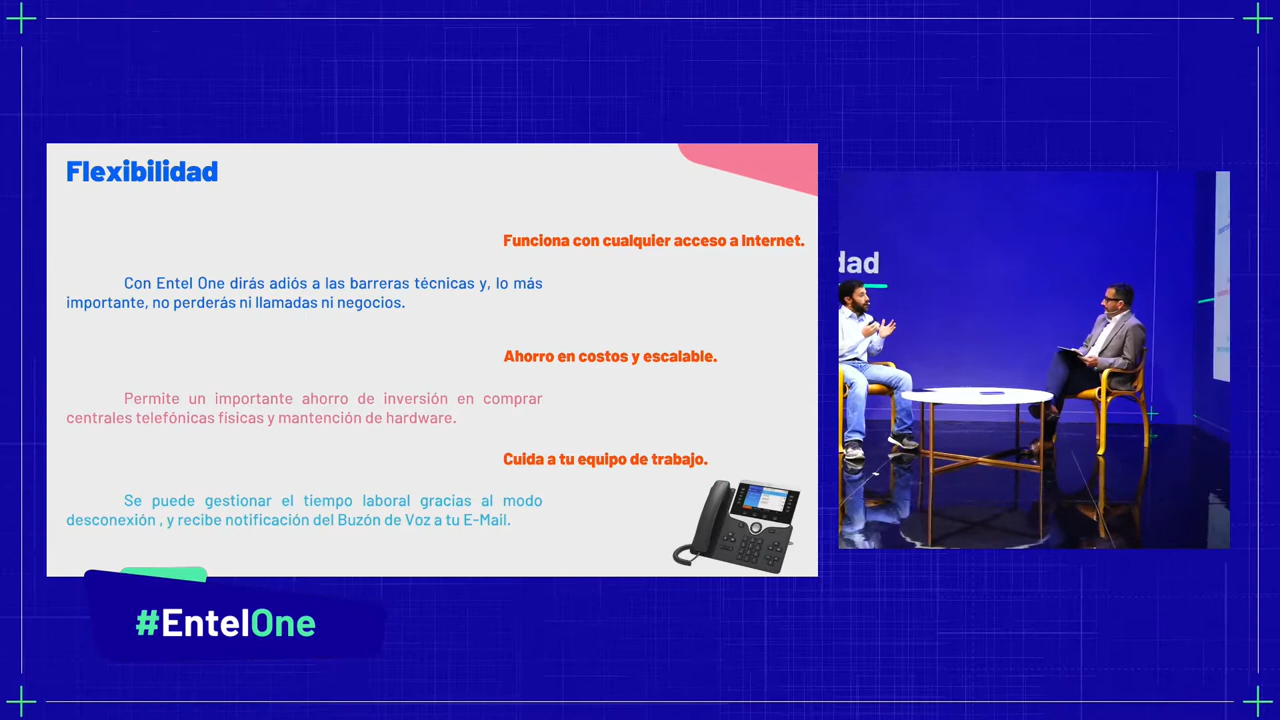 Flexibilidad
Funciona con cualquier acceso a Internet.
Con Entel One dirás adiós a las barreras técnicas y, lo más
importante, no perderás ni llamadas ni negocios.
Ahorro en costos y escalable.
Permite un importante ahorro de inversión en comprar
centrales telefónicas físicas y mantención de hardware.
Cuida a tu equipo de trabajo.
Se puede gestionar el tiempo laboral gracias al modo
desconexión , y recibe notificación del Buzón de Voz a tu E-Mail.
#EntelOne
dad